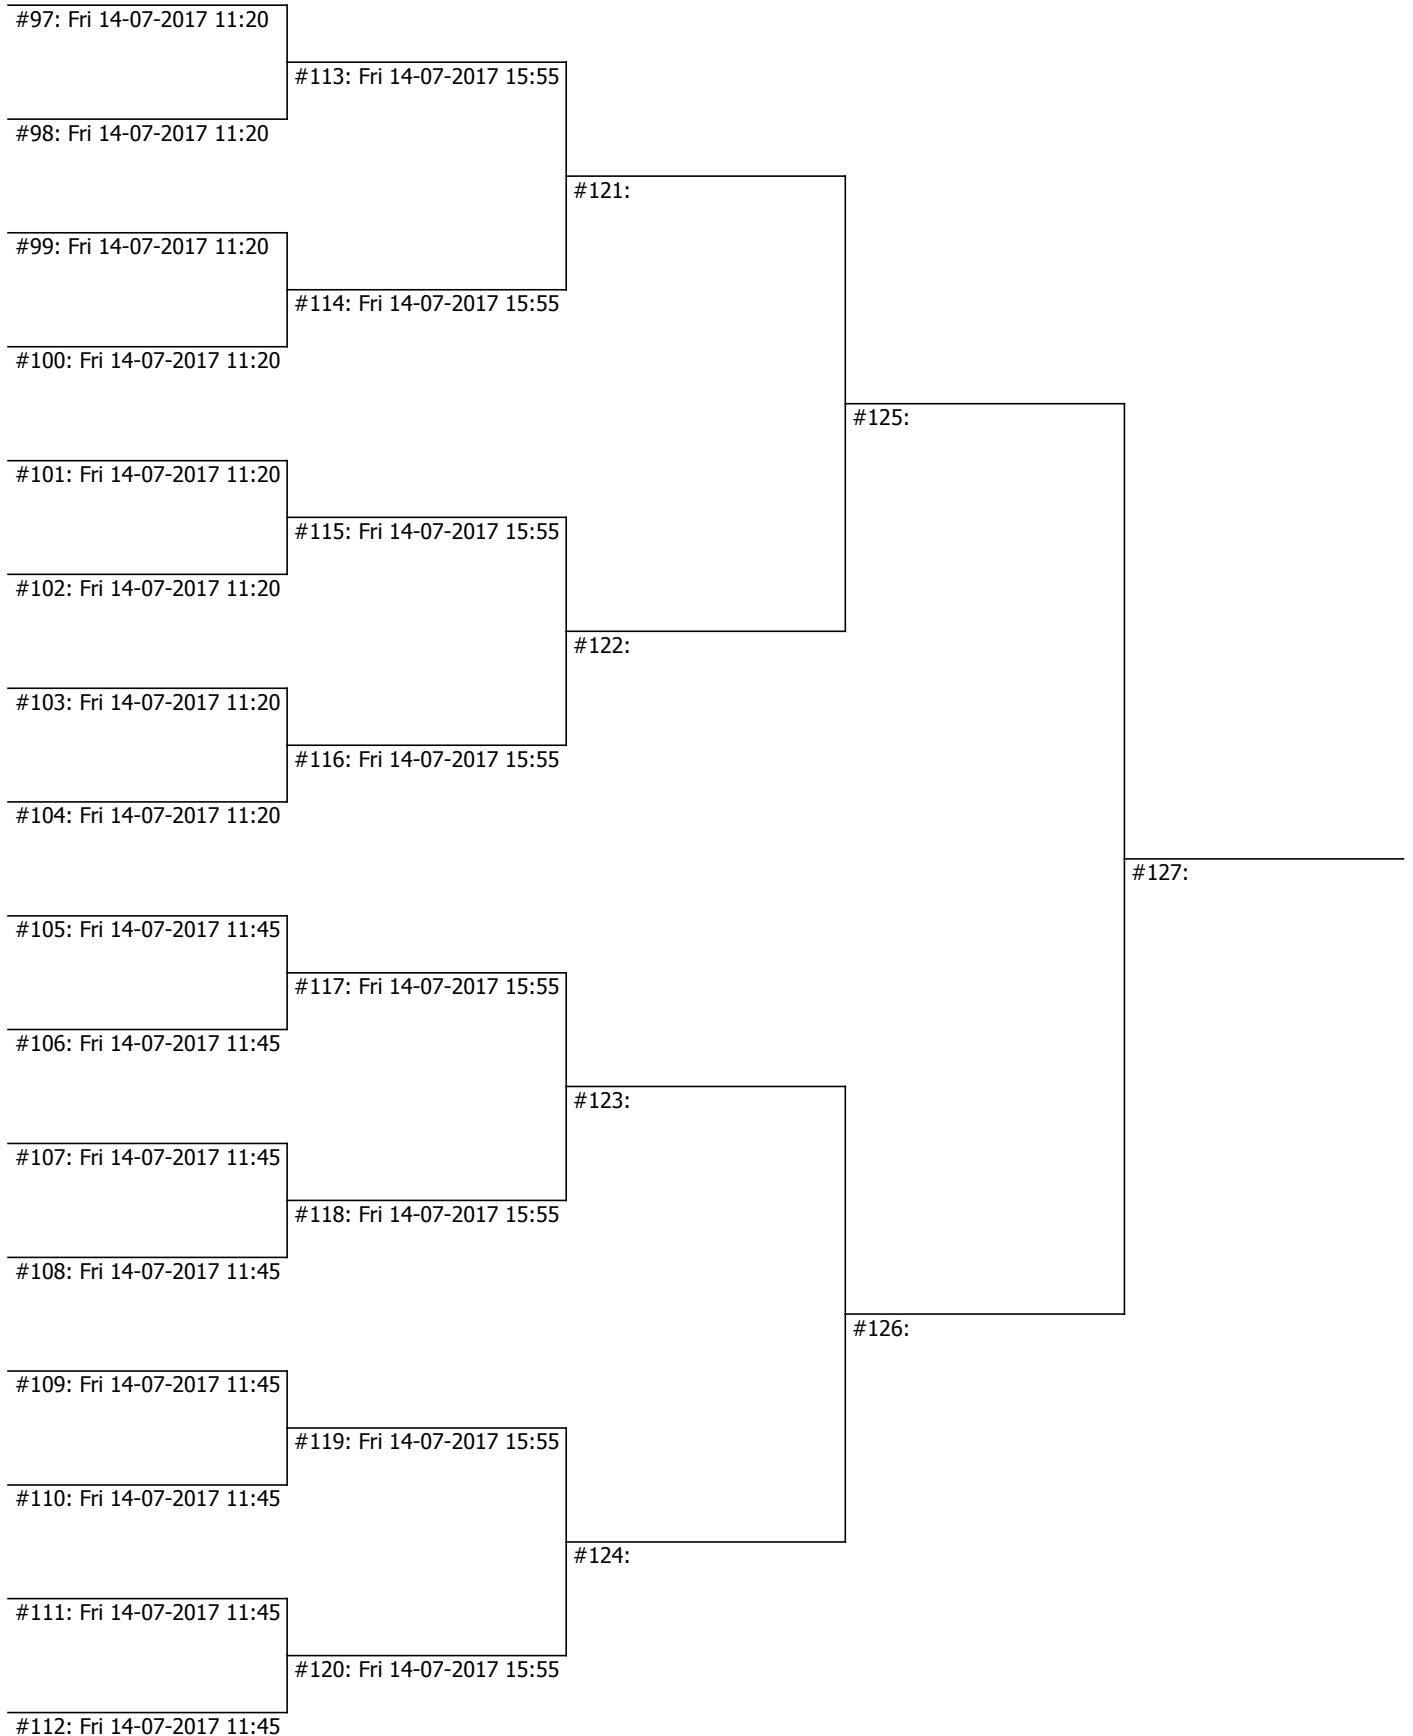 #97: Fri 14-07-2017 11:20
#113: Fri 14-07-2017 15:55
#98: Fri 14-07-2017 11:20
#121:
#99: Fri 14-07-2017 11:20
#114: Fri 14-07-2017 15:55
#100: Fri 14-07-2017 11:20
#125:
#101: Fri 14-07-2017 11:20
#115: Fri 14-07-2017 15:55
#102: Fri 14-07-2017 11:20
#122:
#103: Fri 14-07-2017 11:20
#116: Fri 14-07-2017 15:55
#104: Fri 14-07-2017 11:20
#127:
#105: Fri 14-07-2017 11:45
#117: Fri 14-07-2017 15:55
#106: Fri 14-07-2017 11:45
#123:
#107: Fri 14-07-2017 11:45
#118: Fri 14-07-2017 15:55
#108: Fri 14-07-2017 11:45
#126:
#109: Fri 14-07-2017 11:45
#119: Fri 14-07-2017 15:55
#110: Fri 14-07-2017 11:45
#124:
#111: Fri 14-07-2017 11:45
#120: Fri 14-07-2017 15:55
#112: Fri 14-07-2017 11:45